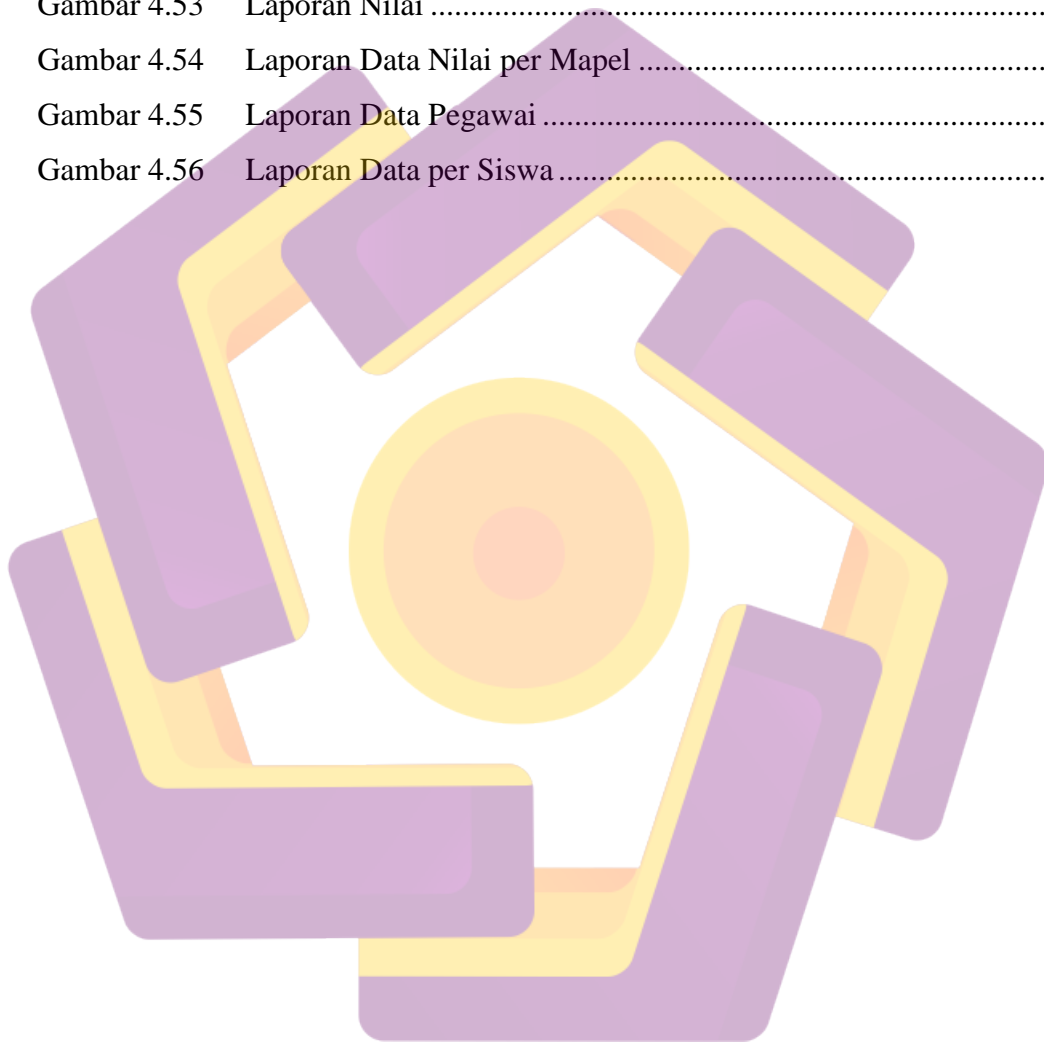 Gambar 4.53 Laporan Nilai ........................................................................................
Gambar 4.54 Laporan Data Nilai per Mapel ..........................................................
Gambar 4.55 Laporan Data Pegawai ......................................................................
Gambar 4.56 Laporan Data per Siswa ....................................................................